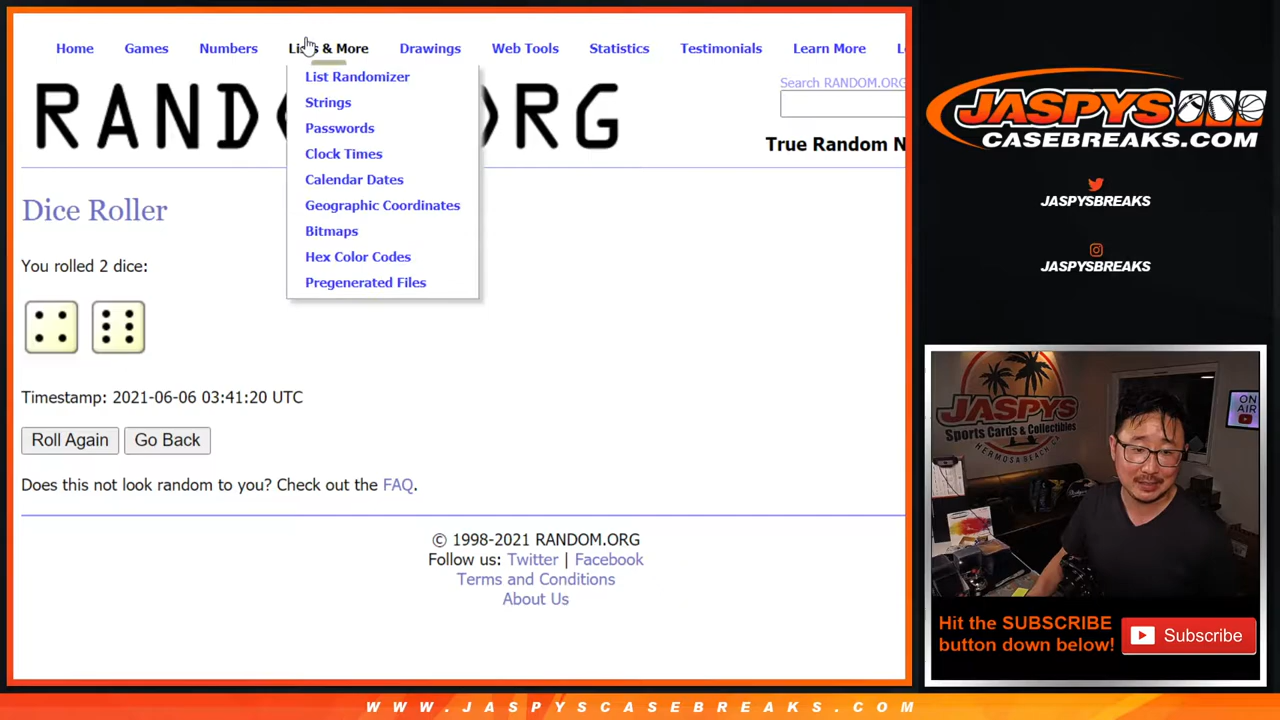 Home Games Numbers Lists & More Drawings Web Tools Statistics Testimonials Learn More
List Randomizer
Strings
Passwords
Clock Times
Calendar Dates
Geographic Coordinates
Bitmaps
Hex Color Codes
Pregenerated Files
Search RANDOM.ORG
True Random N
Dice Roller
You rolled 2 dice:
Timestamp: 2021-06-06 03:41:20 UTC
Roll Again Go Back
Does this not look random to you? Check out the FAQ.
© 1998-2021 RANDOM.ORG
Follow us: Twitter | Facebook
Terms and Conditions
About Us
JASPYS
CASEBREAKS.COM
JASPYSBREAKS
JASPYSBREAKS
JASPYS
Sports Cards & Collectibles
HERMOSA BEACH, CA
ON
AIR
Hit the SUBSCRIBE
button down below!
Subscribe
WWW.JASPYSCASEBREAKS.COM